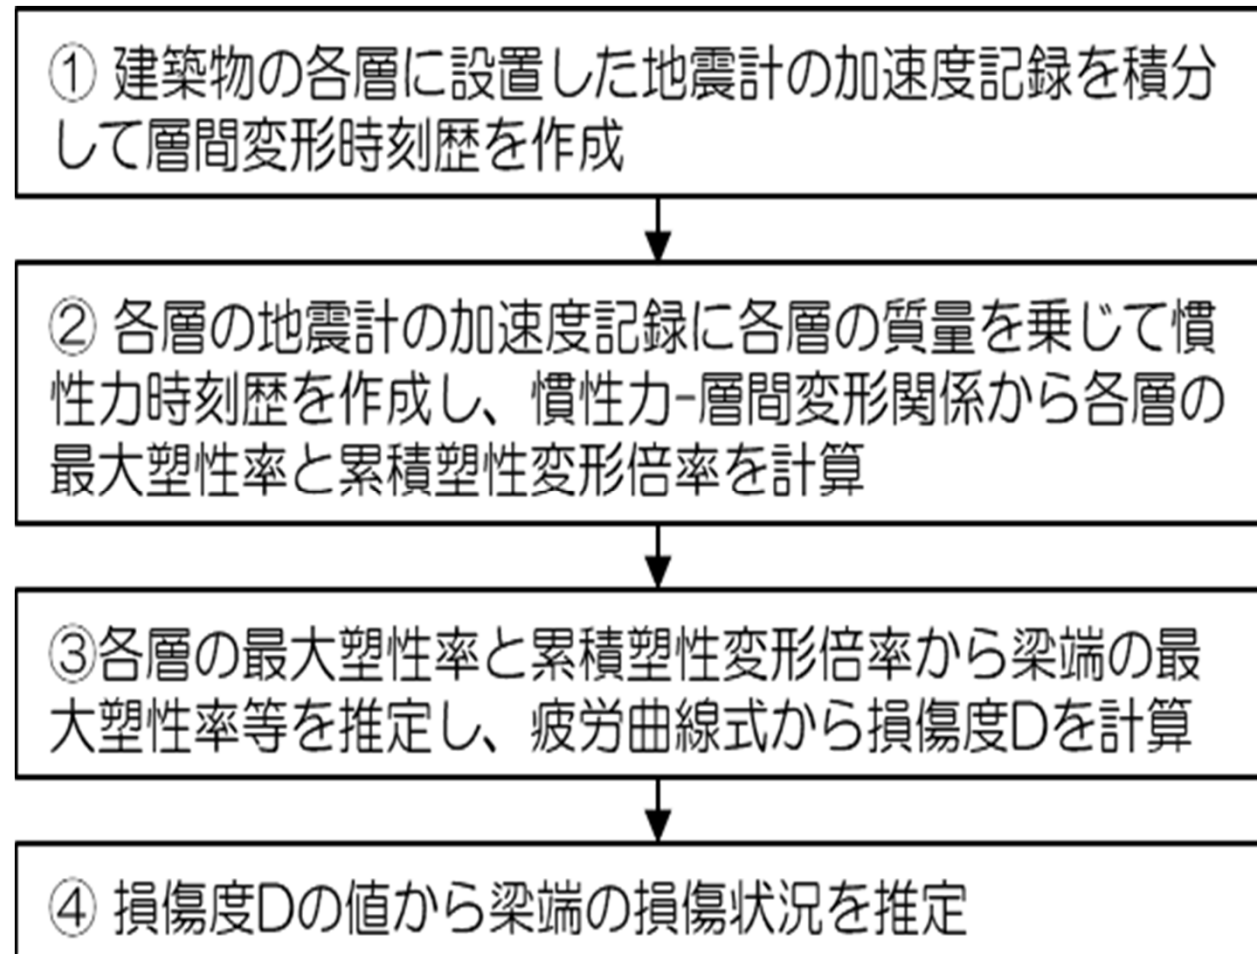 ① 建築物の各層に設置した地震計の加速度記録を積分
して層間変形時刻歴を作成
② 各層の地震計の加速度記録に各層の質量を乗じて慣
性力時刻歴を作成し、慣性力-層間変形関係から各層の
最大塑性率と累積塑性変形倍率を計算
③各層の最大塑性率と累積塑性変形倍率から梁端の最
大塑性率等を推定し、疲労曲線式から損傷度Dを計算
④ 損傷度Dの値から梁端の損傷状況を推定